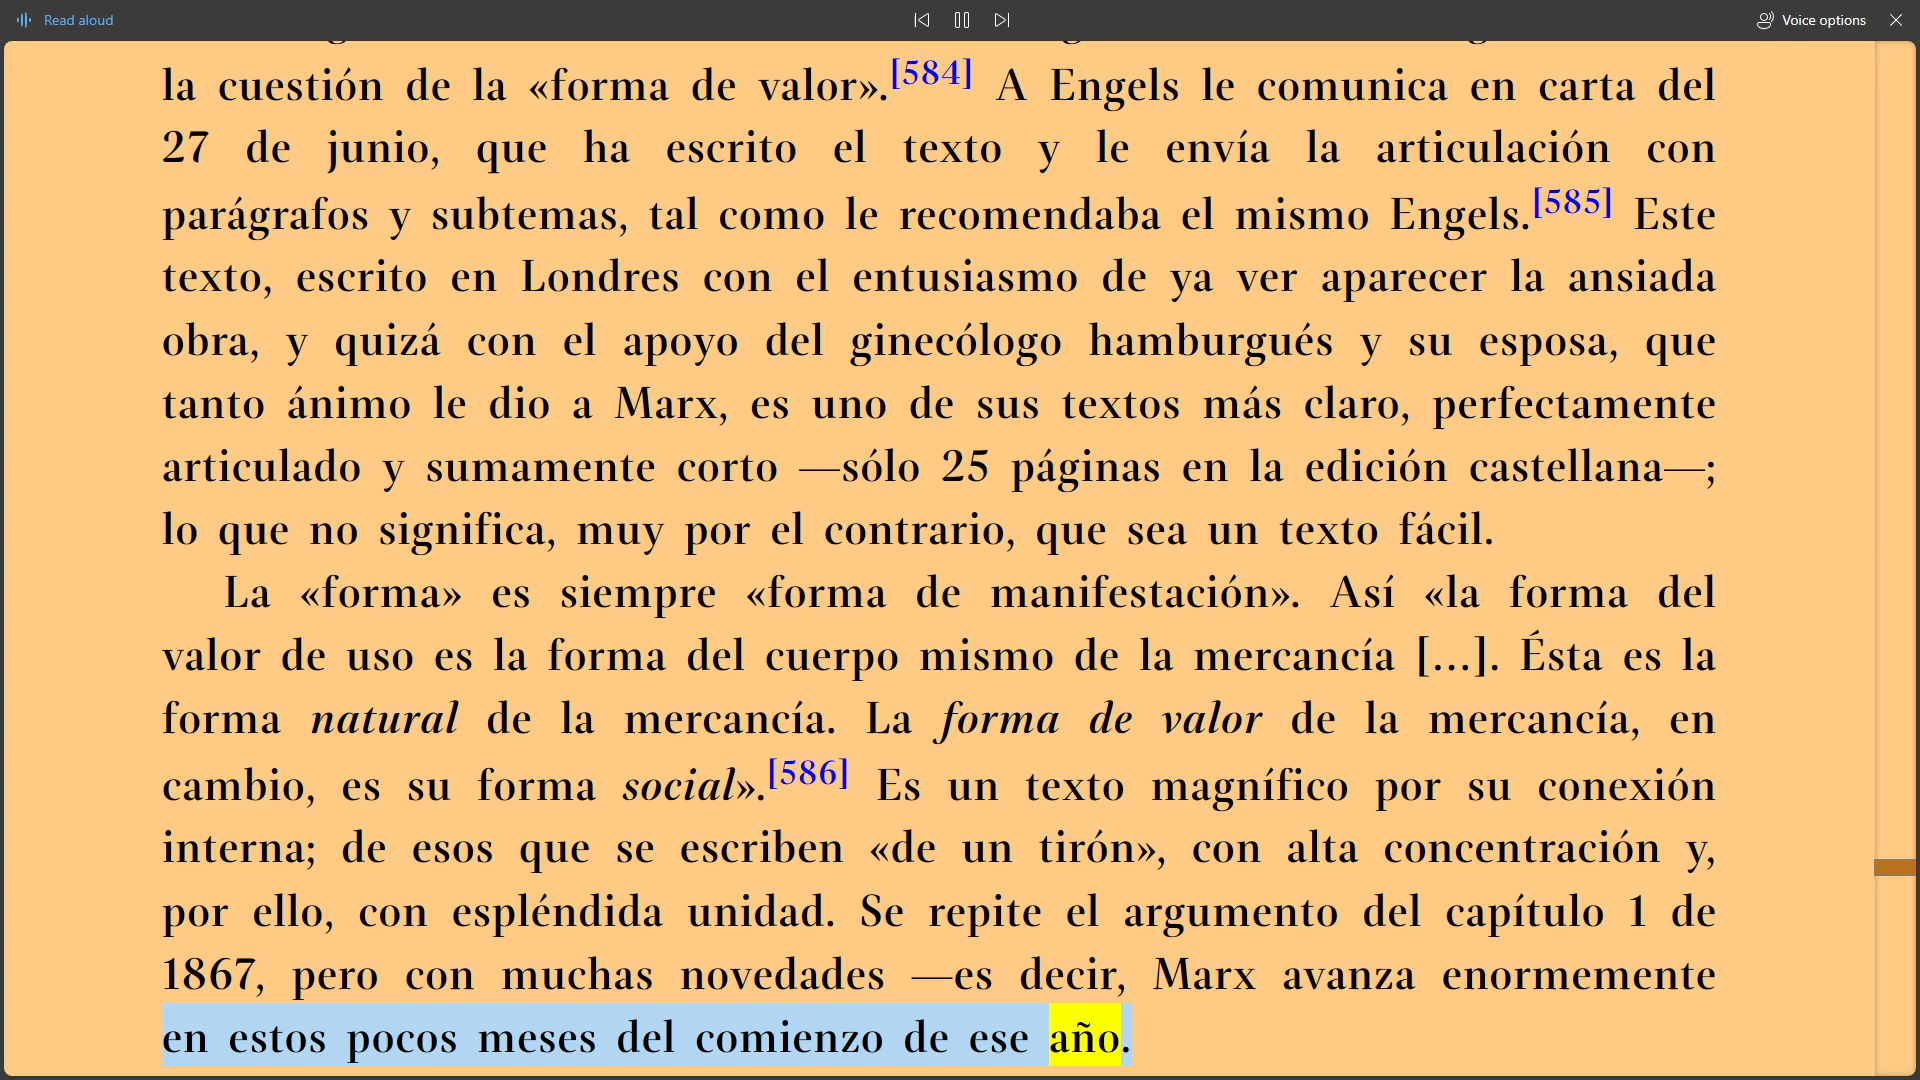 Read aloud
Voice options
la cuestión de la «forma de valor».[584] A Engels le comunica en carta del
27 de junio, que ha escrito el texto y le envía la articulación con
parágrafos y subtemas, tal como le recomendaba el mismo Engels.[585] Este
texto, escrito en Londres con el entusiasmo de ya ver aparecer la ansiada
obra, y quizá con el apoyo del ginecólogo hamburgués y su esposa, que
tanto ánimo le dio a Marx, es uno de sus textos más claro, perfectamente
articulado y sumamente corto —sólo 25 páginas en la edición castellana—;
lo que no significa, muy por el contrario, que sea un texto fácil.
La «forma» es siempre «forma de manifestación». Así «la forma del
valor de uso es la forma del cuerpo mismo de la mercancía [...]. Ésta es la
forma natural de la mercancía. La forma de valor de la mercancía, en
cambio, es su forma social».[586] Es un texto magnífico por su conexión
interna; de esos que se escriben «de un tirón», con alta concentración y,
por ello, con espléndida unidad. Se repite el argumento del capítulo 1 de
1867, pero con muchas novedades —es decir, Marx avanza enormemente
en estos pocos meses del comienzo de ese año.